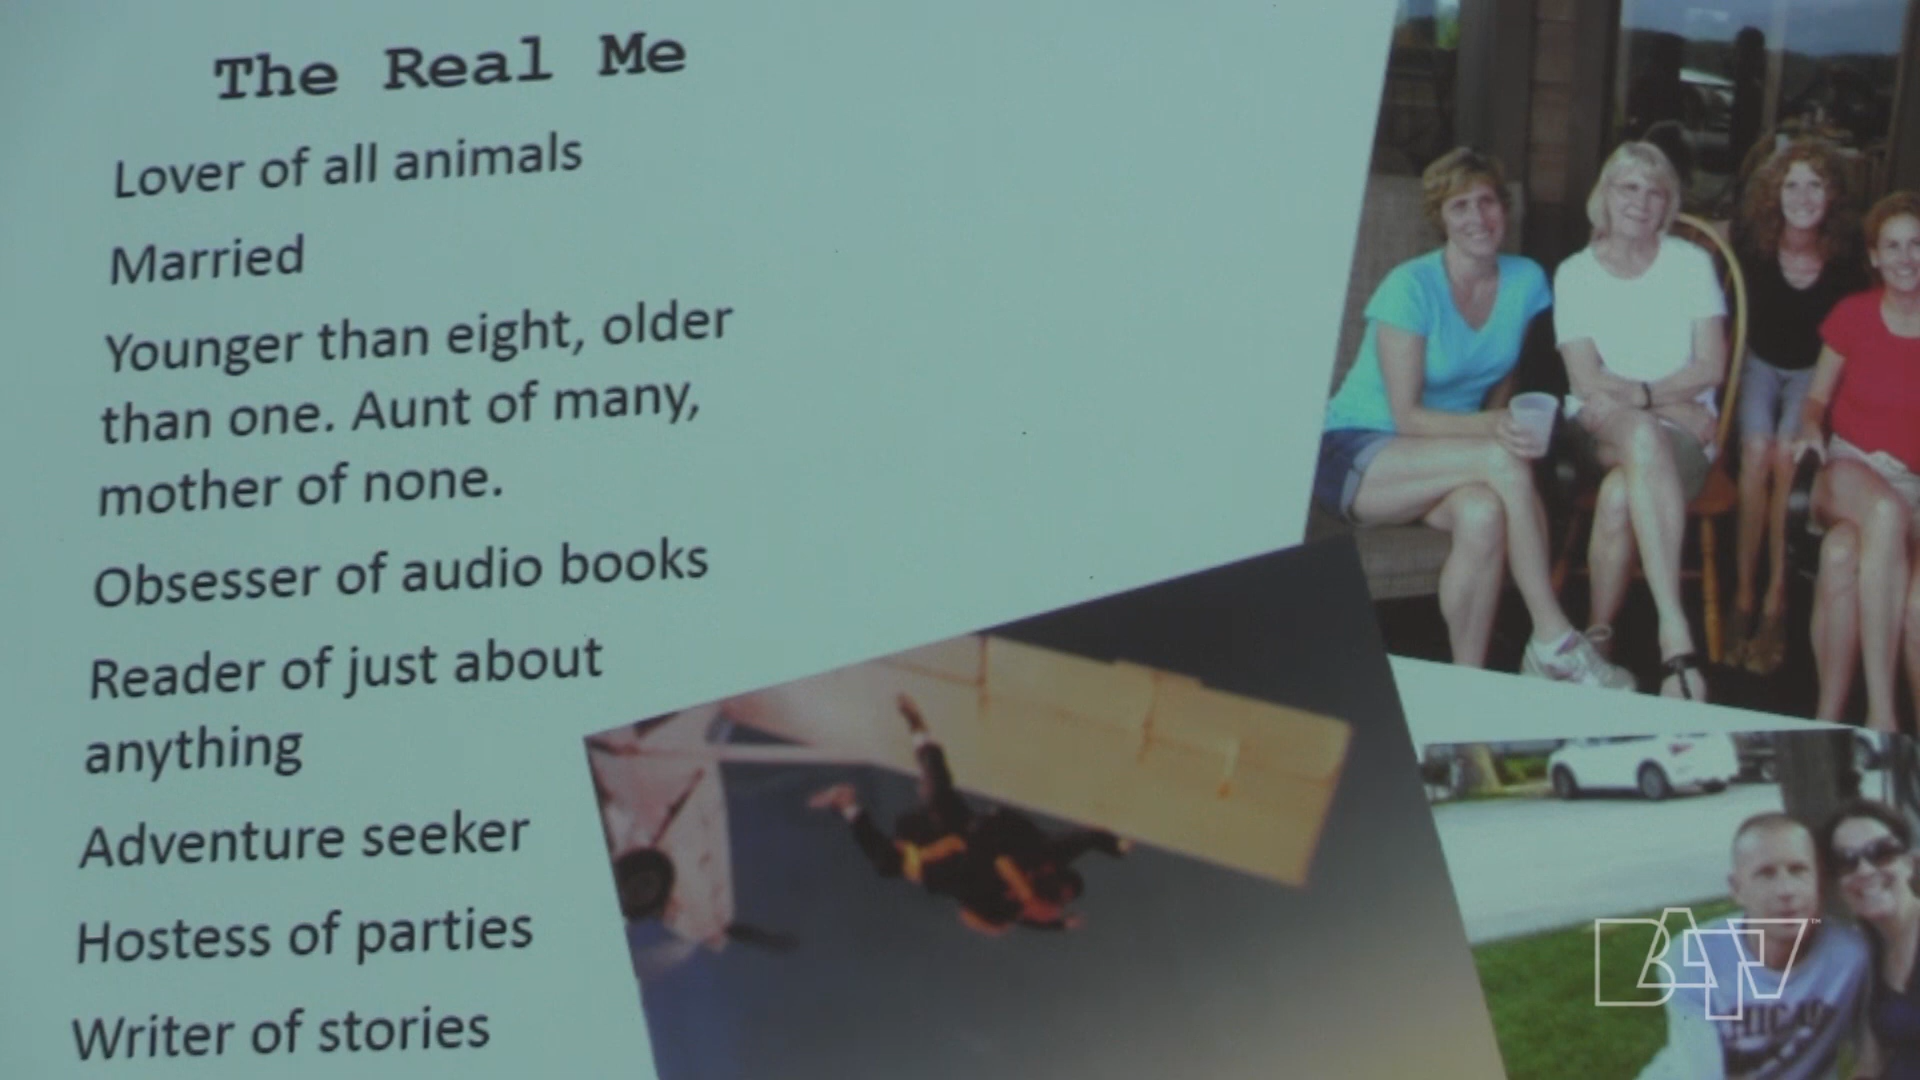 The Real Me
Lover of all animals
Married
Younger than eight, older
than one. Aunt of many,
mother of none.
Obsesser of audio books
Reader of just about
anything
Adventure seeker
Hostess of parties
Writer of stories
BATV™